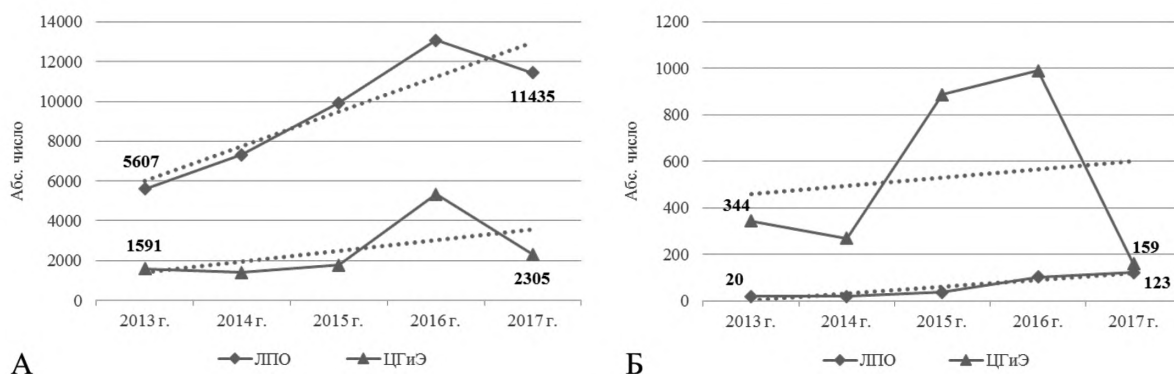 14000
12000
10000
8000
6000
4000
2000
0
Абс. число
5607
11435
1591
2305
2013 г.
2014 г.
2015 г.
2016 г.
2017 г.
ЛПО
ЦГиЭ
А
1200
1000
800
600
400
200
0
Абс. число
344
159
20
123
2013 г.
2014 г.
2015 г.
2016 г.
2017 г.
ЛПО
ЦГиЭ
Б